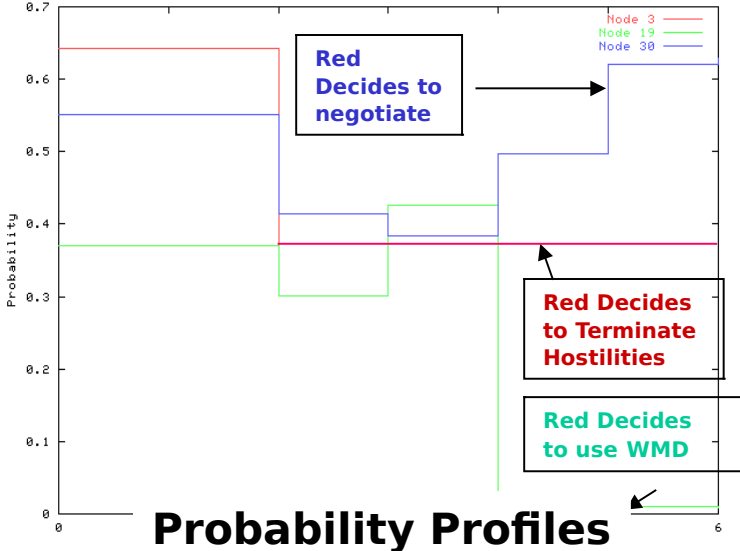 0.7
Node 3
Node 19
Node 30
Red
Decides to
negotiate
0.6
0.5
0.4
Probability
0.3
Red Decides
to Terminate
Hostilities
0.2
Red Decides
to use WMD
0.1
0
0
Probability Profiles
6